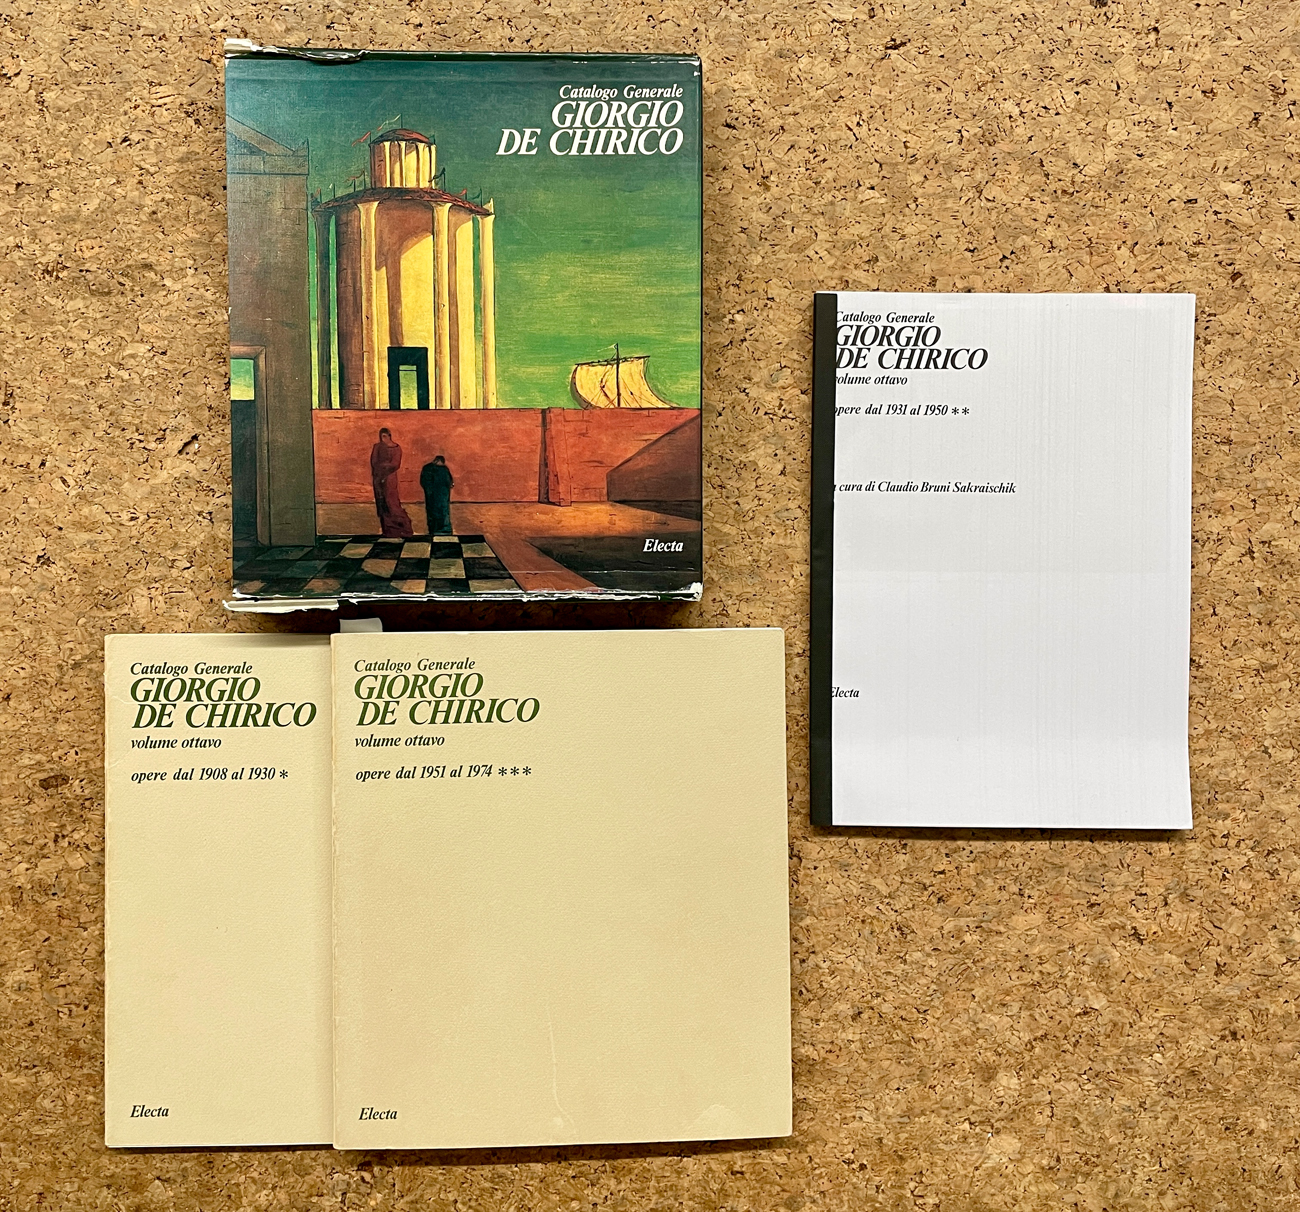 Catalogo Generale
GIORGIO
DE CHIRICO
Electa
Catalogo Generale
GIORGIO
DE CHIRICO
volume ottavo
opere dal 1931 al 1950 **
a cura di Claudio Bruni Sakraischik
Electa
Catalogo Generale
GIORGIO
DE CHIRICO
volume ottavo
opere dal 1908 al 1930 *
Electa
Catalogo Generale
GIORGIO
DE CHIRICO
volume ottavo
opere dal 1951 al 1974 ***
Electa